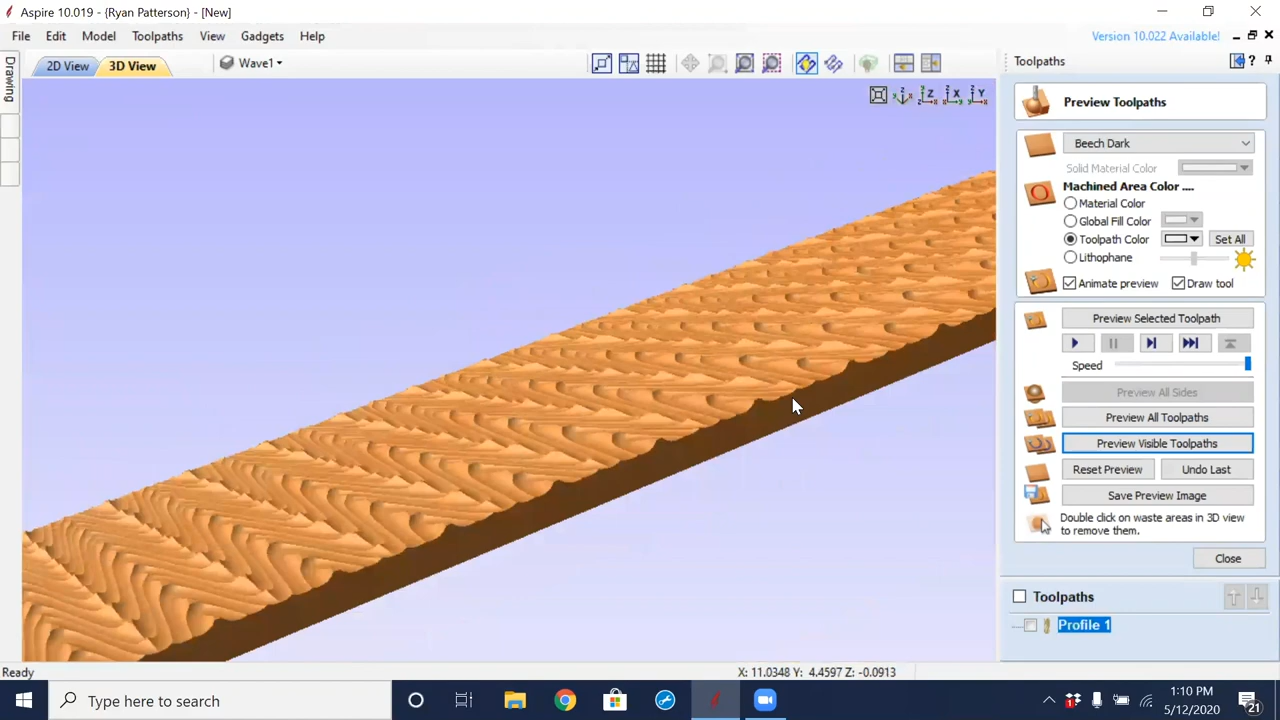 Aspire 10.019 - {Ryan Patterson} - [New]
File Edit Model Toolpaths View Gadgets Help
Version 10.022 Available!
Drawing
2D View 3D View Wave1
Toolpaths
Z X Y
Preview Toolpaths
Beech Dark
Solid Material Color
Machined Area Color ....
Material Color
Global Fill Color
Toolpath Color Set All
Lithophane
Animate preview Draw tool
Preview Selected Toolpath
Speed
Preview All Sides
Preview All Toolpaths
Preview Visible Toolpaths
Reset Preview Undo Last
Save Preview Image
Double click on waste areas in 3D view
to remove them.
Close
Toolpaths
Profile 1
Ready
X: 11.0348 Y: 4.4597 Z: -0.0913
Type here to search
1:10 PM
5/12/2020
21